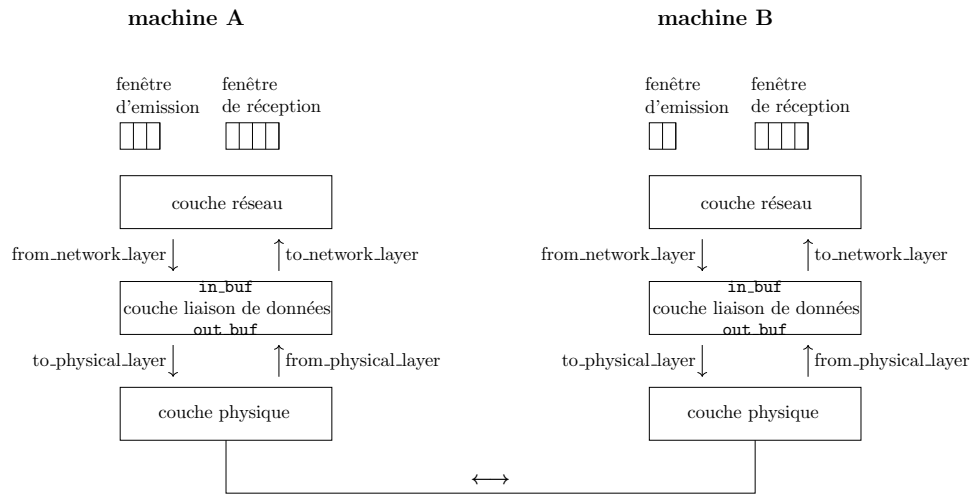 machine A
machine B
fenêtre
d'emission
fenêtre
de réception
fenêtre
d'emission
fenêtre
de réception
couche réseau
couche réseau
from_network_layer
to_network_layer
from_network_layer
to_network_layer
in_buf
couche liaison de données
out_buf
in_buf
couche liaison de données
out_buf
to_physical_layer
from_physical_layer
to_physical_layer
from_physical_layer
couche physique
couche physique